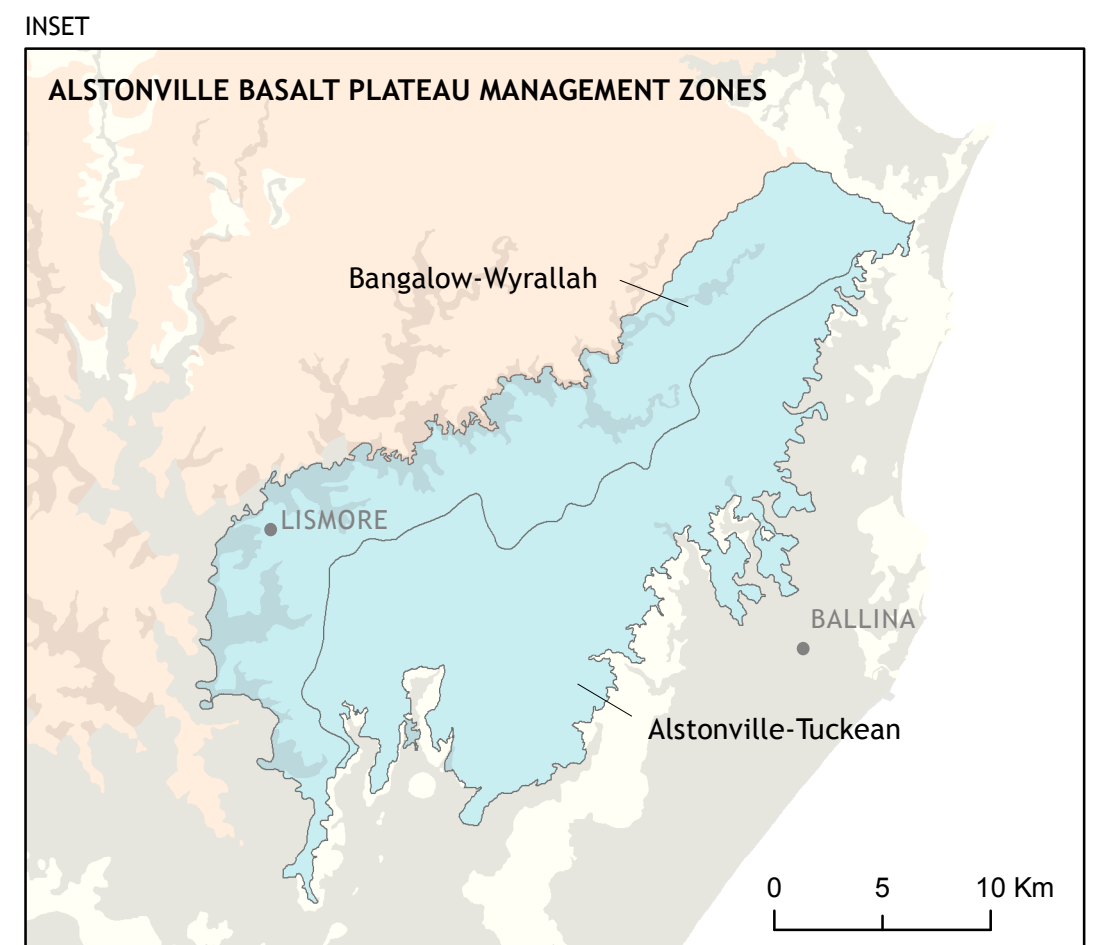 INSET
ALSTONVILLE BASALT PLATEAU MANAGEMENT ZONES
Bangalow-Wyrallah
LISMORE
BALLINA
Alstonville-Tuckean
0 5 10 Km